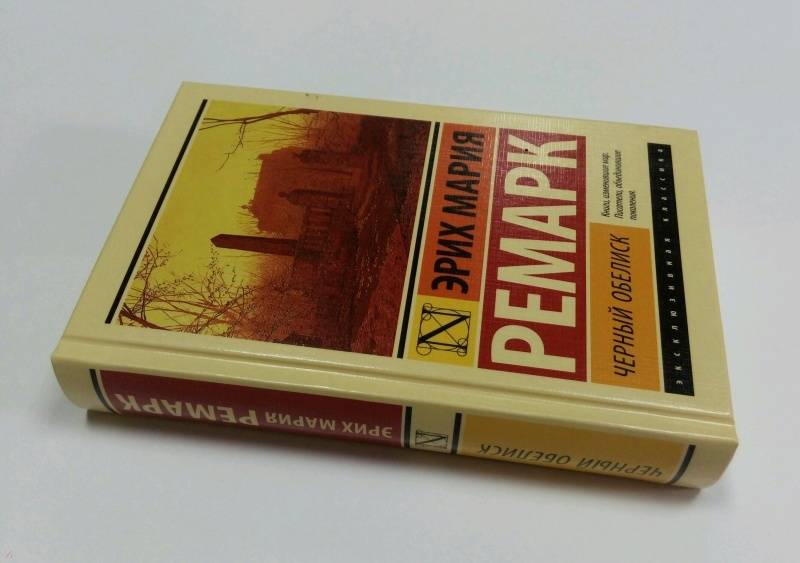 ЭРИХ МАРИЯ
РЕМАРК
ЧЕРНЫЙ ОБЕЛИСК
Книги, изменившие мир.
Писатели, объединившие
поколения.
эксклюзивная классика
ЭРИХ МАРИЯ РЕМАРК
N
ЧЕРНЫЙ ОБЕЛИСК